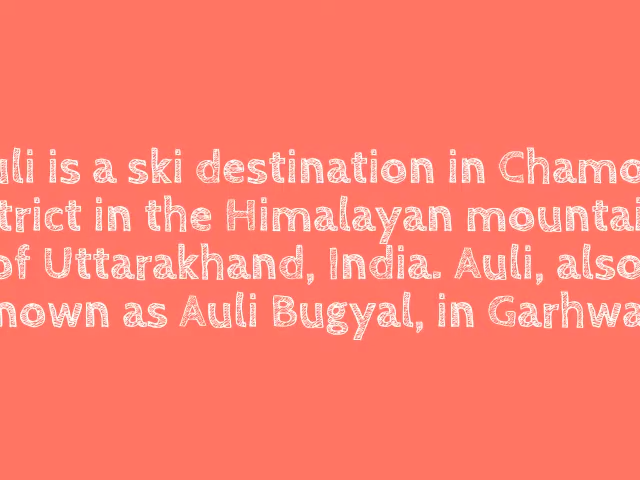 uli is a ski destination in Chamo
trict in the Himalayan mountai
of Uttarakhand, India. Auli, also
nown as Auli Bugyal, in Garhwa